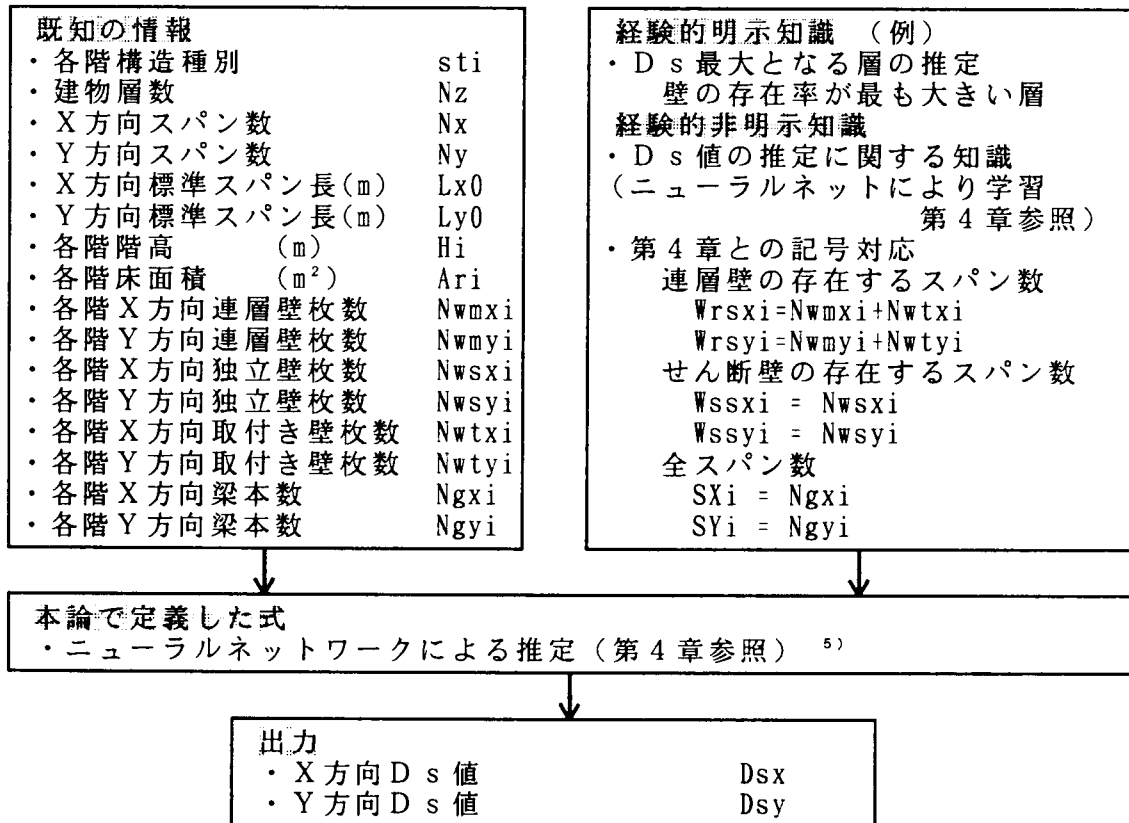 既知の情報
・各階構造種別 sti
・建物層数 Nz
・X方向スパン数 Nx
・Y方向スパン数 Ny
・X方向標準スパン長(m) Lx0
・Y方向標準スパン長(m) Ly0
・各階階高 (m) Hi
・各階床面積 (m²) Ari
・各階X方向連層壁枚数 Nwmxi
・各階Y方向連層壁枚数 Nwmyi
・各階X方向独立壁枚数 Nwsxi
・各階Y方向独立壁枚数 Nwsyi
・各階X方向取付き壁枚数 Nwtxi
・各階Y方向取付き壁枚数 Nwtyi
・各階X方向梁本数 Ngxi
・各階Y方向梁本数 Ngyi
経験的明示知識 (例)
・Ds最大となる層の推定
壁の存在率が最も大きい層
経験的非明示知識
・Ds値の推定に関する知識
(ニューラルネットにより学習
第4章参照)
・第4章との記号対応
連層壁の存在するスパン数
Wrsxi=Nwmxi+Nwtxi
Wrsyi=Nwmyi+Nwtyi
せん断壁の存在するスパン数
Wssxi = Nwsxi
Wssyi = Nwsyi
全スパン数
SXi = Ngxi
SYi = Ngyi
本論で定義した式
・ニューラルネットワークによる推定(第4章参照) 5)
出力
・X方向Ds値 Dsx
・Y方向Ds値 Dsy